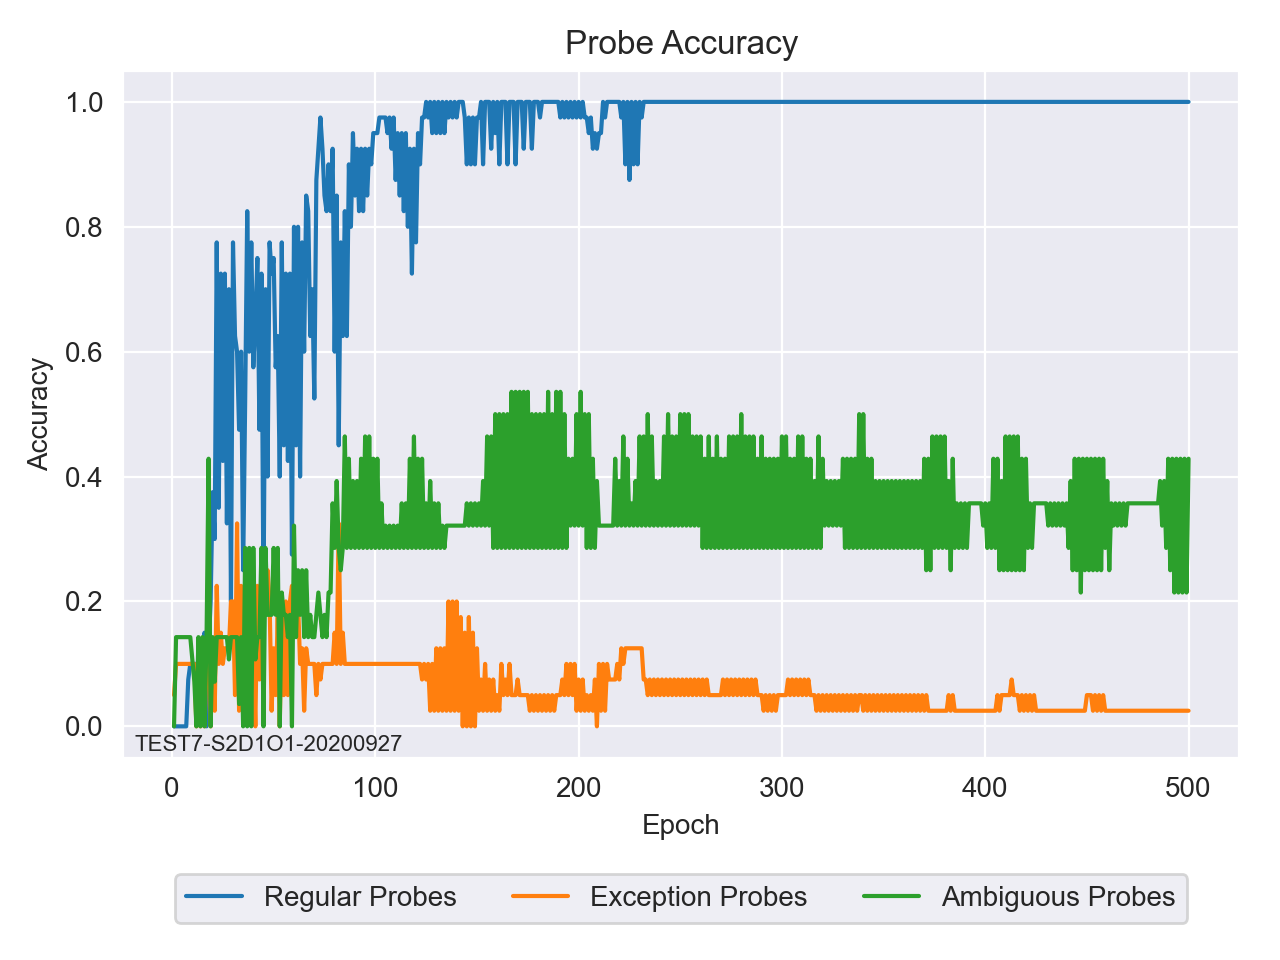 Probe Accuracy
1.0
0.8
0.6
0.4
0.2
0.0
Accuracy
TEST7-S2D1O1-20200927
0 100 200 300 400 500
Epoch
Regular Probes Exception Probes Ambiguous Probes